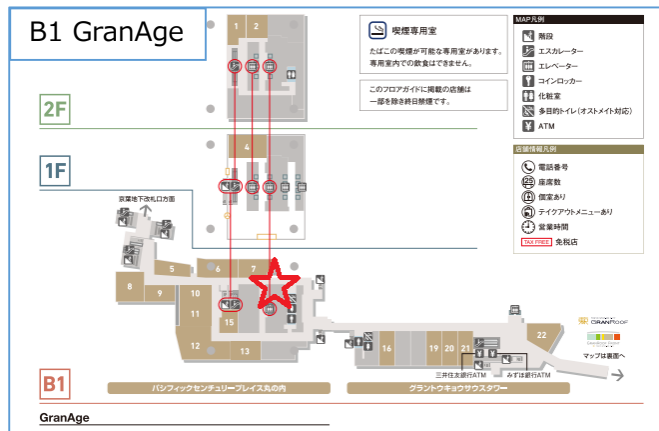 B1 GranAge
喫煙専用室
たばこの喫煙が可能な専用室があります。
専用室内での飲食はできません。
このフロアガイドに掲載の店舗は
一部を除き終日禁煙です。
MAP凡例
階段
エスカレーター
エレベーター
コインロッカー
化粧室
多目的トイレ(オストメイト対応)
ATM
店舗情報凡例
電話番号
座席数
個室あり
テイクアウトメニューあり
営業時間
TAX FREE 免税店
1 2
2F
4
1F
京葉地下改札口方面
5 6 7
8 9 10
11
15
12 13
16 19 20 21 22
三井住友銀行ATM みずほ銀行ATM
GRANROOF
マップは裏面へ
B1
パシフィックセンチュリープレイス丸の内
グラントウキョウサウスタワー
GranAge